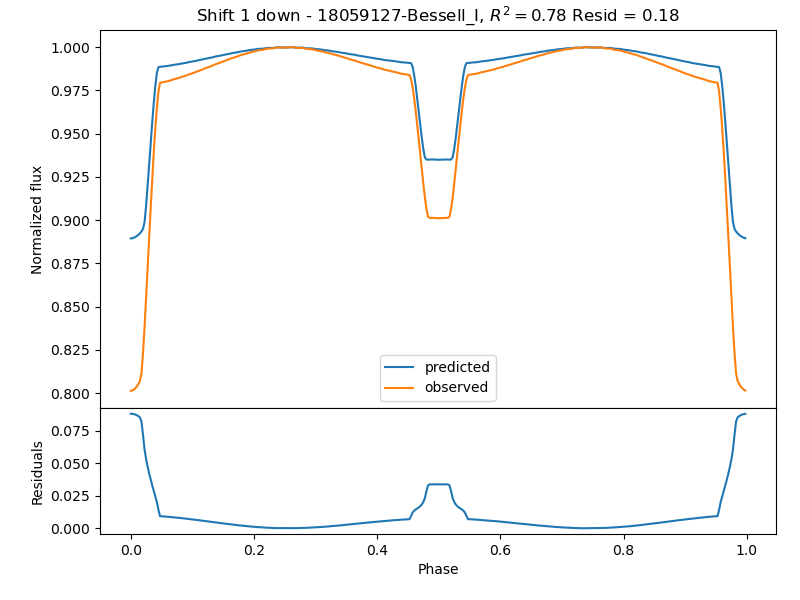 Shift 1 down - 18059127-Bessell_I, R² = 0.78 Resid = 0.18
Normalized flux
1.000
0.975
0.950
0.925
0.900
0.875
0.850
0.825
0.800
predicted
observed
Residuals
0.075
0.050
0.025
0.000
0.0 0.2 0.4 0.6 0.8 1.0
Phase